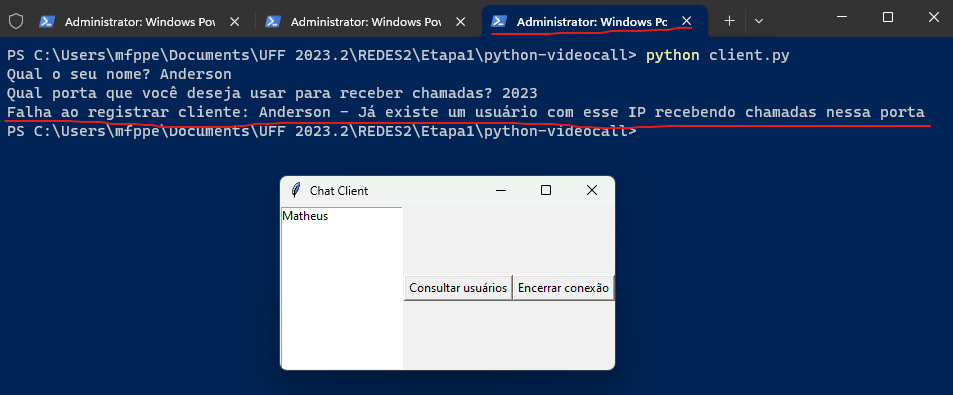 Administrator: Windows Pov
Administrator: Windows Pov
Administrator: Windows Po
PS C:\Users\mfppe\Documents\UFF 2023.2\REDES2\Etapa1\python-videocall> python client.py
Qual o seu nome? Anderson
Qual porta que você deseja usar para receber chamadas? 2023
Falha ao registrar cliente: Anderson - Já existe um usuário com esse IP recebendo chamadas nessa porta
PS C:\Users\mfppe\Documents\UFF 2023.2\REDES2\Etapa1\python-videocall>
Chat Client
Matheus
Consultar usuários
Encerrar conexão